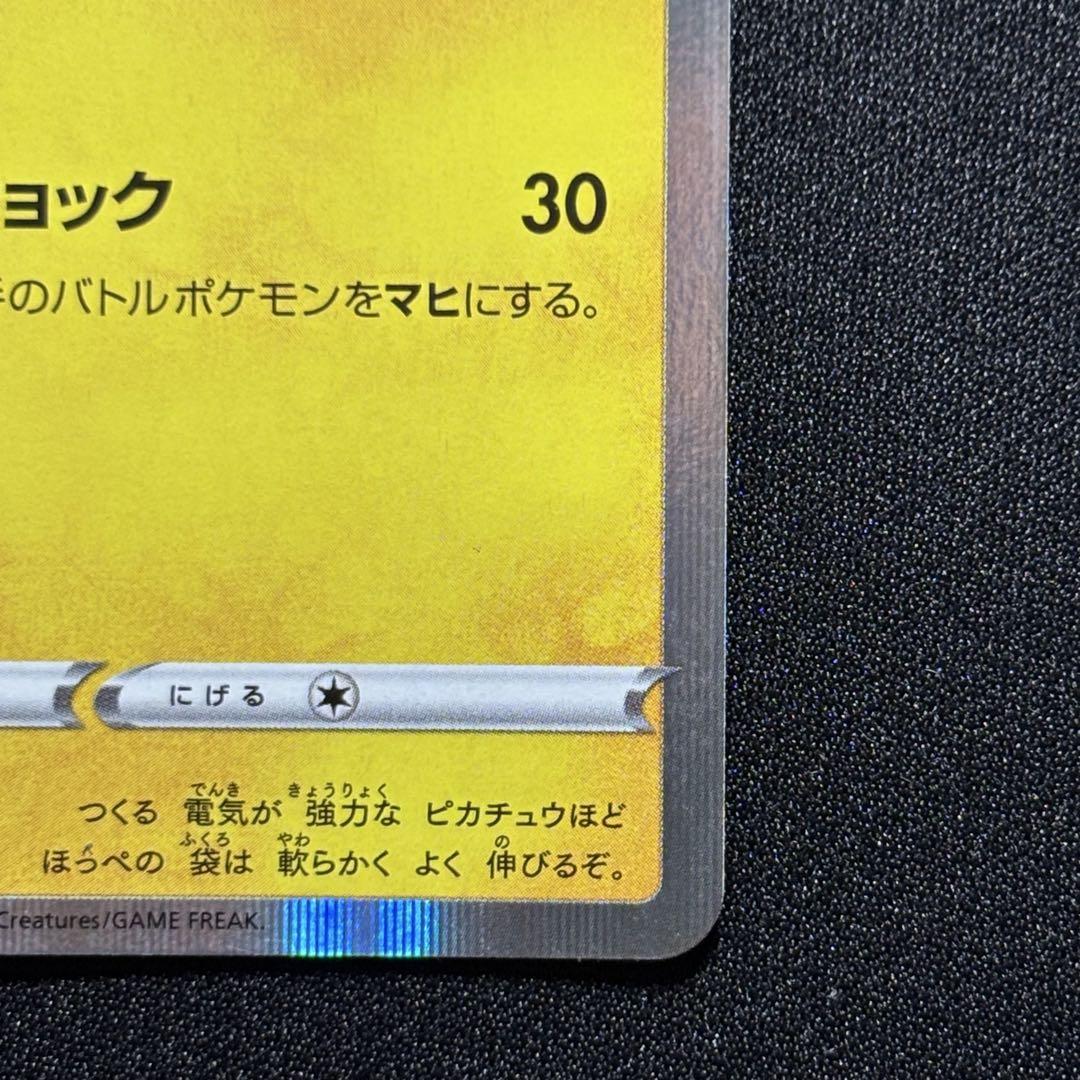 ョック 30
手のバトルポケモンをマヒにする。
にげる
でんき きょうりょく
つくる 電気が 強力な ピカチュウほど
ふくろ やわ の
ほっぺの 袋は 軟らかく よく 伸びるぞ。
Creatures/GAME FREAK.